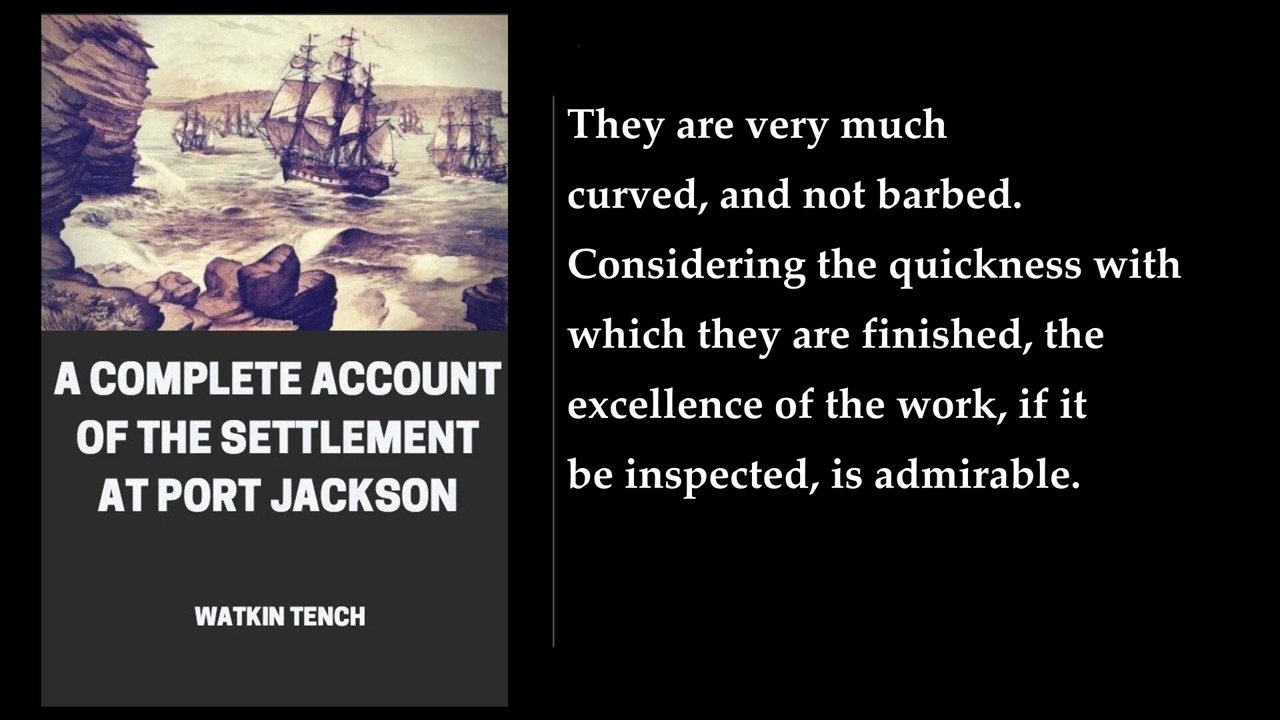 A COMPLETE ACCOUNT
OF THE SETTLEMENT
AT PORT JACKSON
WATKIN TENCH
They are very much
curved, and not barbed.
Considering the quickness with
which they are finished, the
excellence of the work, if it
be inspected, is admirable.